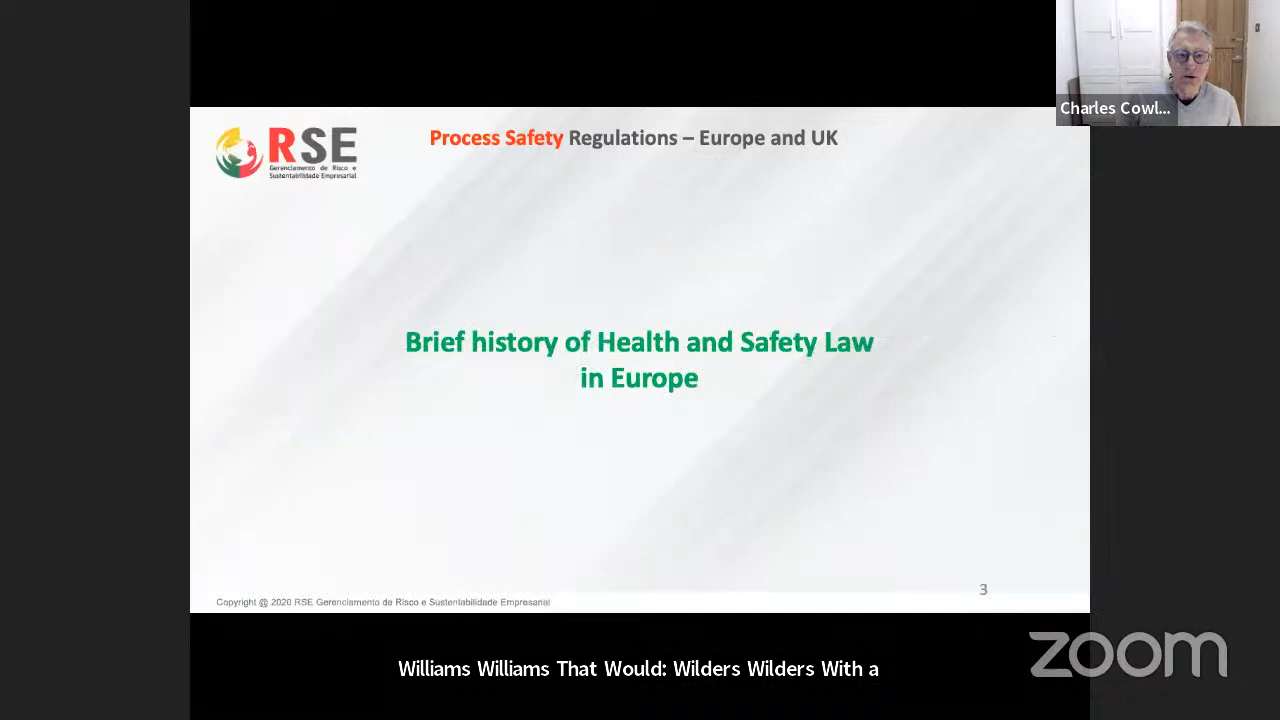 Charles Cowl...
RSE
Gerenciamento de Risco e
Sustentabilidade Empresarial
Process Safety Regulations – Europe and UK
Brief history of Health and Safety Law
in Europe
3
Copyright @ 2020 RSE Gerenciamento de Risco e Sustentabilidade Empresarial
Williams Williams That Would: Wilders Wilders With a
zoom